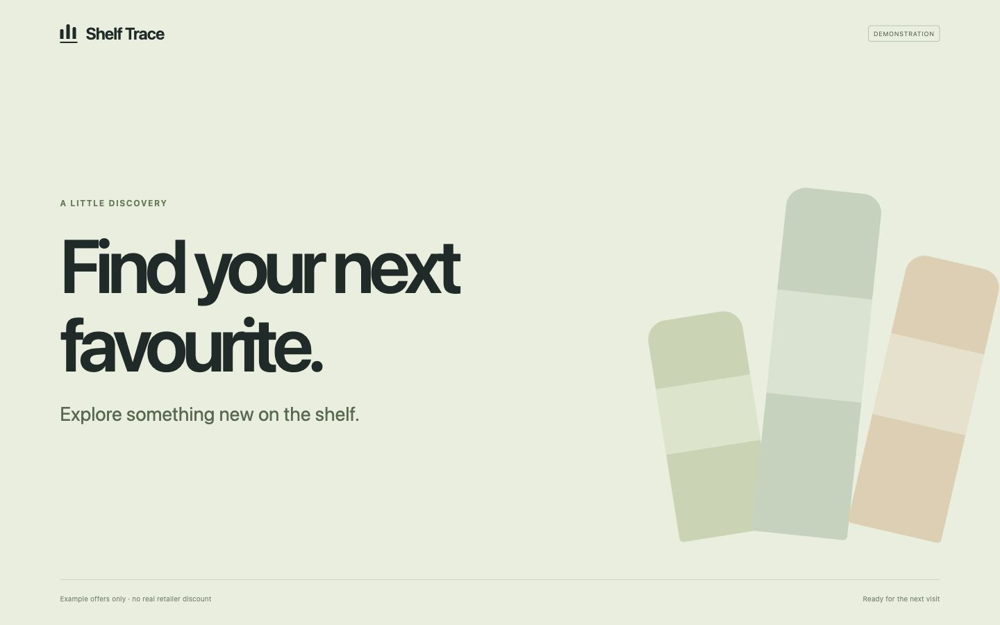 Shelf Trace
DEMONSTRATION
A LITTLE DISCOVERY
Find your next
favourite.
Explore something new on the shelf.
Example offers only · no real retailer discount
Ready for the next visit